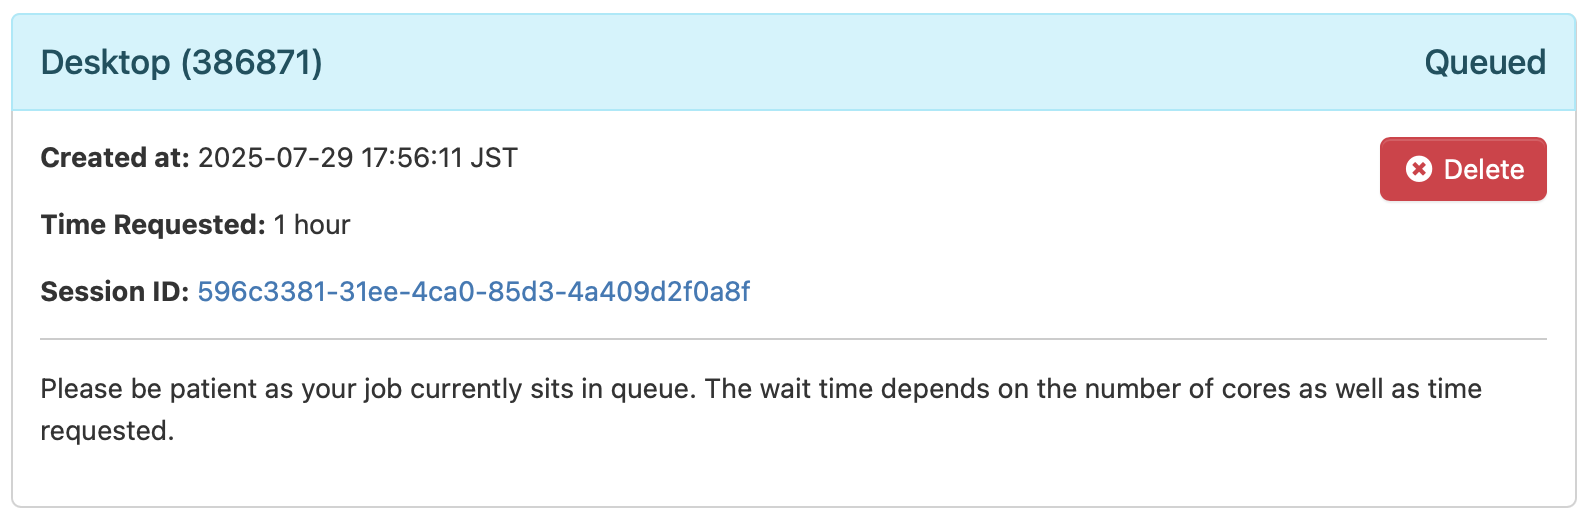 Desktop (386871)
Queued
Created at: 2025-07-29 17:56:11 JST
Delete
Time Requested: 1 hour
Session ID: 596c3381-31ee-4ca0-85d3-4a409d2f0a8f
Please be patient as your job currently sits in queue. The wait time depends on the number of cores as well as time
requested.